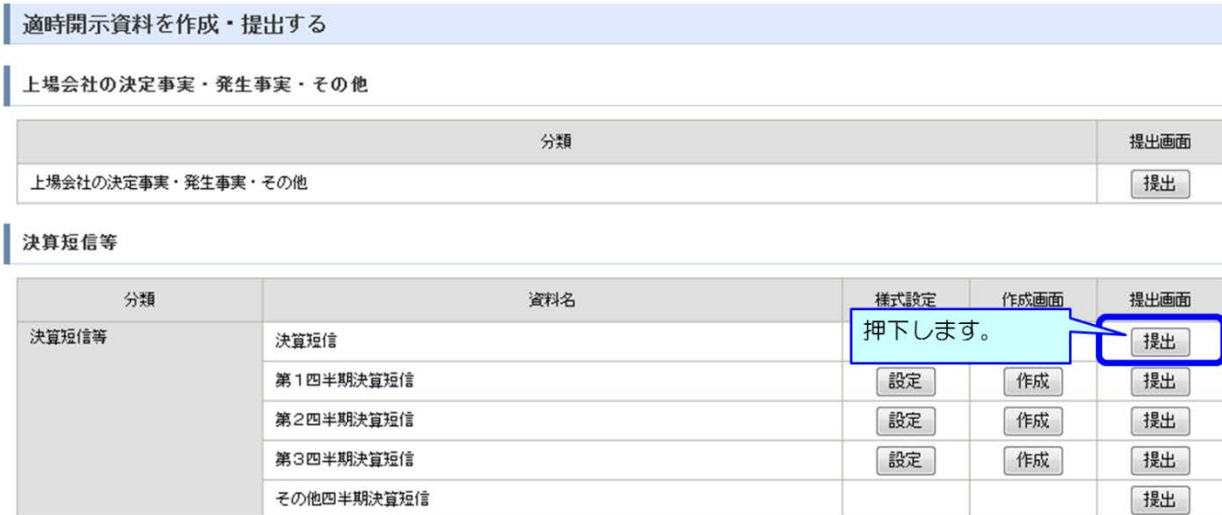 適時開示資料を作成・提出する
上場会社の決定事実・発生事実・その他
分類 提出画面
上場会社の決定事実・発生事実・その他 提出
決算短信等
分類 資料名 様式設定 作成画面 提出画面
決算短信等 決算短信 押下します。 提出
第1四半期決算短信 設定 作成 提出
第2四半期決算短信 設定 作成 提出
第3四半期決算短信 設定 作成 提出
その他四半期決算短信 提出